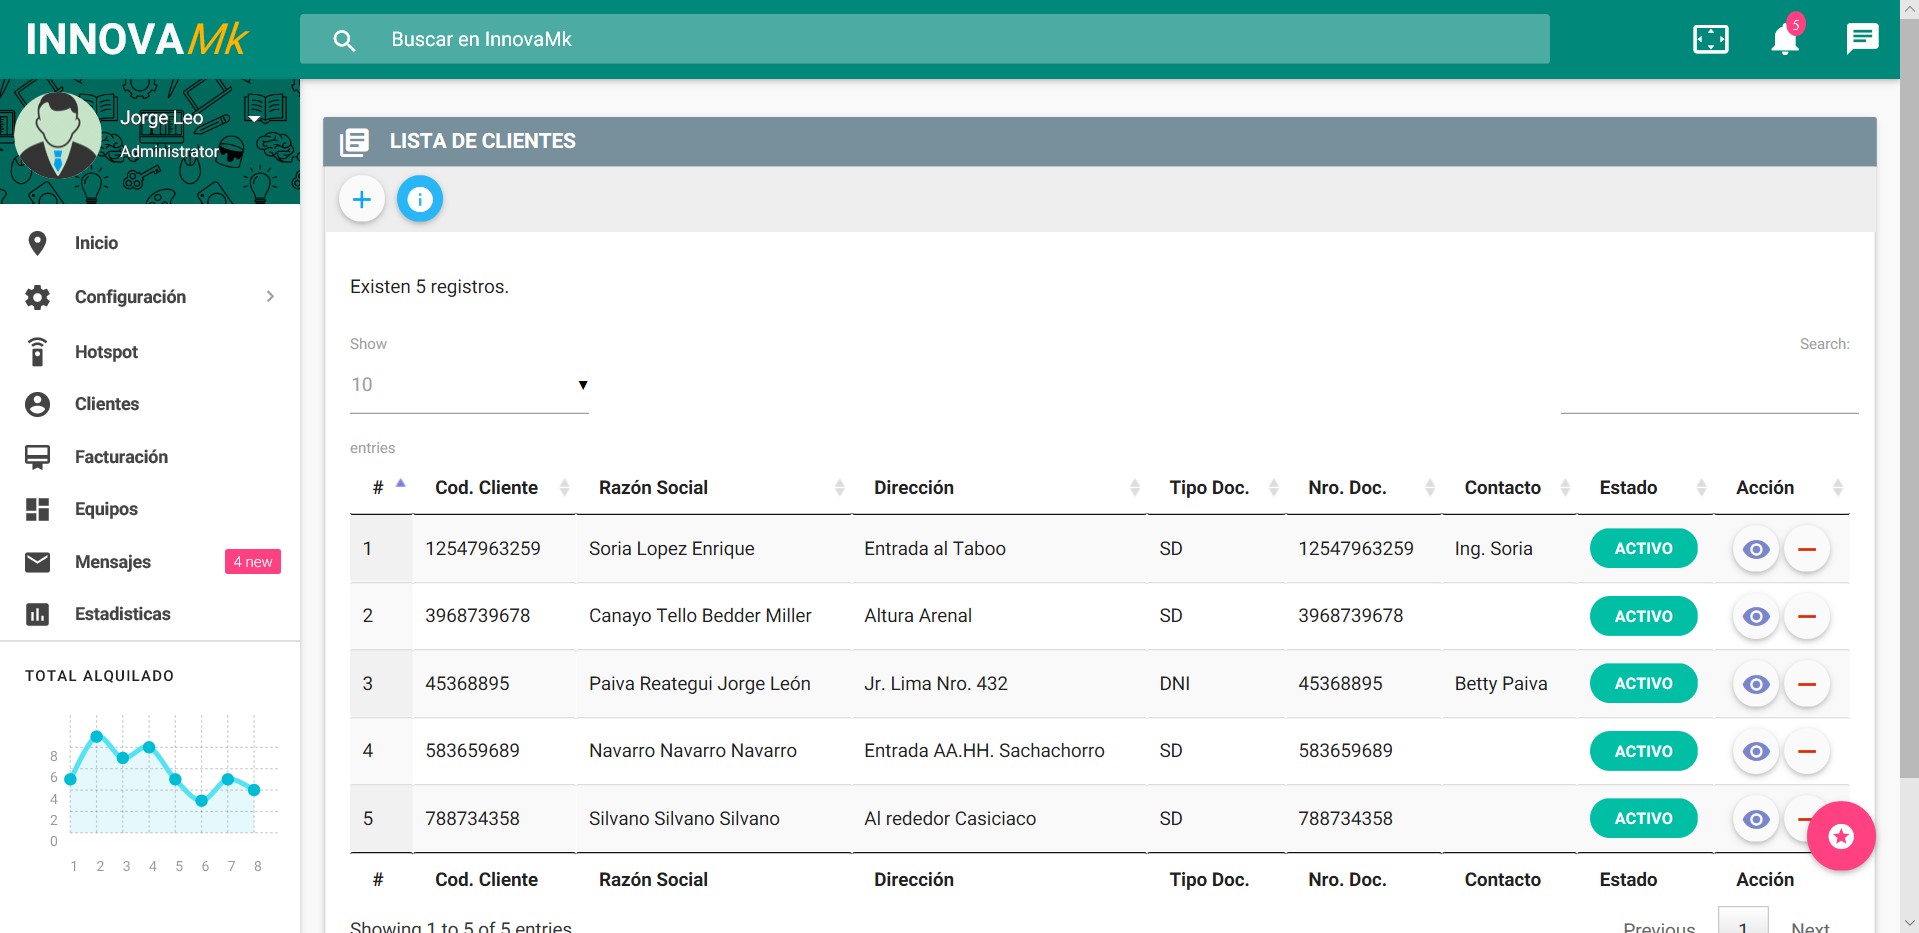 INNOVAMk
Buscar en InnovaMk
5
Jorge Leo
Administrator
Inicio
Configuración
Hotspot
Clientes
Facturación
Equipos
Mensajes 4 new
Estadisticas
TOTAL ALQUILADO
8
6
4
2
0
1 2 3 4 5 6 7 8
LISTA DE CLIENTES
Existen 5 registros.
Show
Search:
10
entries
# Cod. Cliente Razón Social Dirección Tipo Doc. Nro. Doc. Contacto Estado Acción
1 12547963259 Soria Lopez Enrique Entrada al Taboo SD 12547963259 Ing. Soria ACTIVO
2 3968739678 Canayo Tello Bedder Miller Altura Arenal SD 3968739678 ACTIVO
3 45368895 Paiva Reategui Jorge León Jr. Lima Nro. 432 DNI 45368895 Betty Paiva ACTIVO
4 583659689 Navarro Navarro Navarro Entrada AA.HH. Sachachorro SD 583659689 ACTIVO
5 788734358 Silvano Silvano Silvano Al rededor Casiciaco SD 788734358 ACTIVO
# Cod. Cliente Razón Social Dirección Tipo Doc. Nro. Doc. Contacto Estado Acción
Showing 1 to 5 of 5 entries
Previous 1 Next